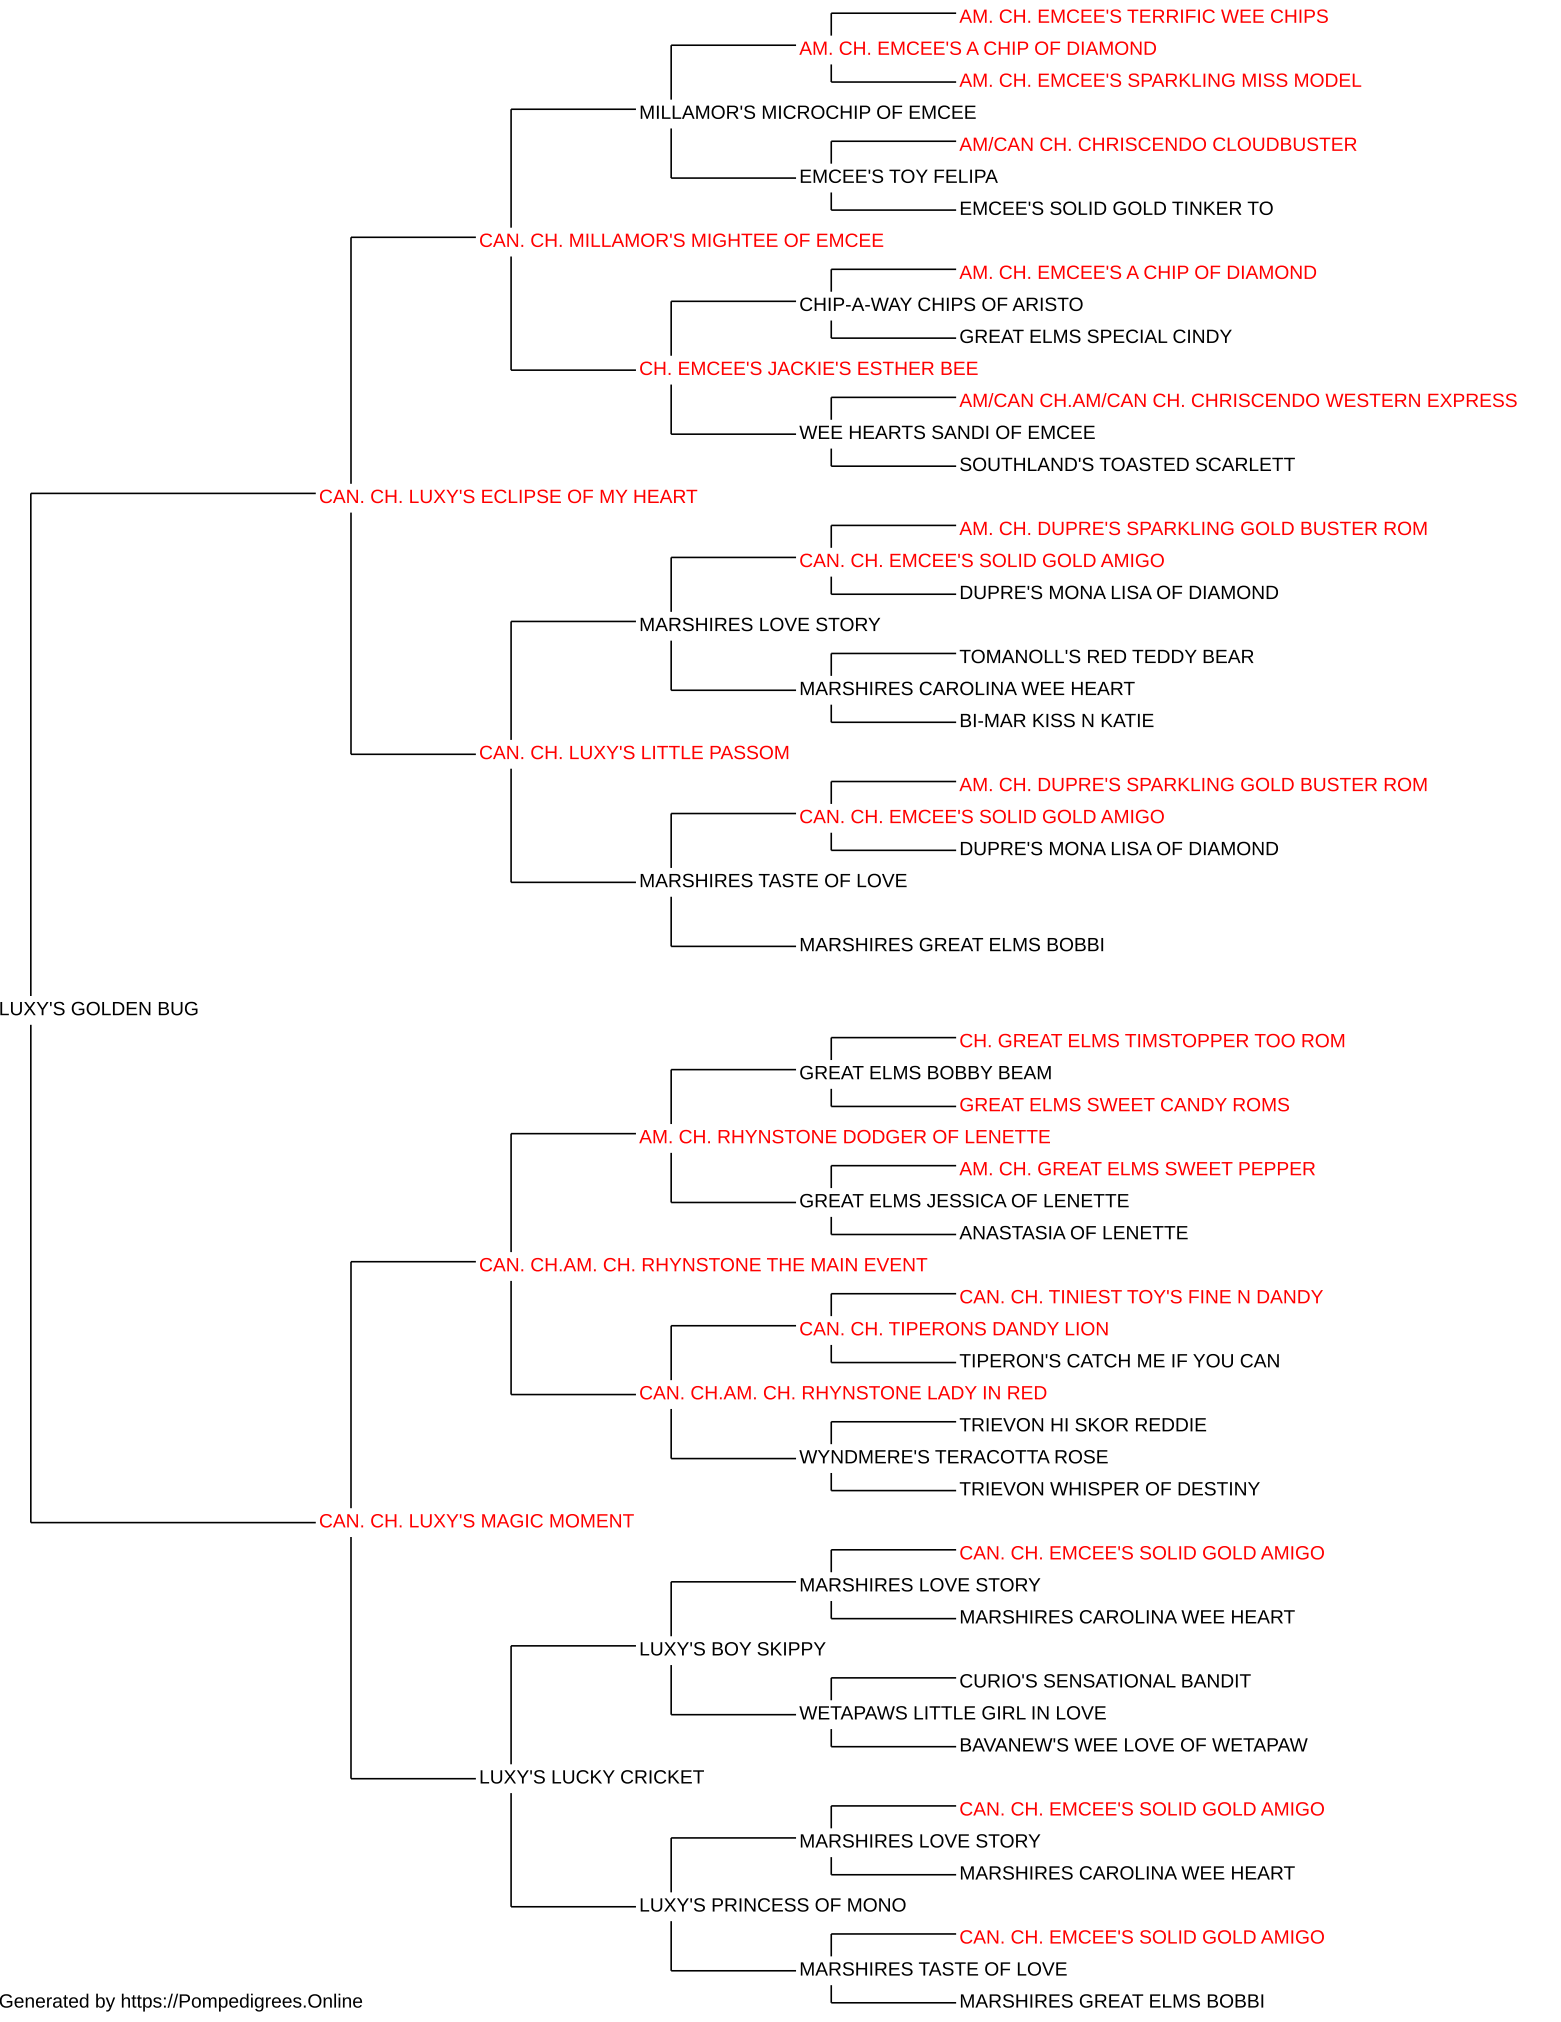 AM. CH. EMCEE'S TERRIFIC WEE CHIPS
AM. CH. EMCEE'S A CHIP OF DIAMOND
AM. CH. EMCEE'S SPARKLING MISS MODEL
MILLAMOR'S MICROCHIP OF EMCEE
AM/CAN CH. CHRISCENDO CLOUDBUSTER
EMCEE'S TOY FELIPA
EMCEE'S SOLID GOLD TINKER TO
CAN. CH. MILLAMOR'S MIGHTEE OF EMCEE
AM. CH. EMCEE'S A CHIP OF DIAMOND
CHIP-A-WAY CHIPS OF ARISTO
GREAT ELMS SPECIAL CINDY
CH. EMCEE'S JACKIE'S ESTHER BEE
AM/CAN CH.AM/CAN CH. CHRISCENDO WESTERN EXPRESS
WEE HEARTS SANDI OF EMCEE
SOUTHLAND'S TOASTED SCARLETT
CAN. CH. LUXY'S ECLIPSE OF MY HEART
AM. CH. DUPRE'S SPARKLING GOLD BUSTER ROM
CAN. CH. EMCEE'S SOLID GOLD AMIGO
DUPRE'S MONA LISA OF DIAMOND
MARSHIRES LOVE STORY
TOMANOLL'S RED TEDDY BEAR
MARSHIRES CAROLINA WEE HEART
BI-MAR KISS N KATIE
CAN. CH. LUXY'S LITTLE PASSOM
AM. CH. DUPRE'S SPARKLING GOLD BUSTER ROM
CAN. CH. EMCEE'S SOLID GOLD AMIGO
DUPRE'S MONA LISA OF DIAMOND
MARSHIRES TASTE OF LOVE
MARSHIRES GREAT ELMS BOBBI
LUXY'S GOLDEN BUG
CH. GREAT ELMS TIMSTOPPER TOO ROM
GREAT ELMS BOBBY BEAM
GREAT ELMS SWEET CANDY ROMS
AM. CH. RHYNSTONE DODGER OF LENETTE
AM. CH. GREAT ELMS SWEET PEPPER
GREAT ELMS JESSICA OF LENETTE
ANASTASIA OF LENETTE
CAN. CH.AM. CH. RHYNSTONE THE MAIN EVENT
CAN. CH. TINIEST TOY'S FINE N DANDY
CAN. CH. TIPERONS DANDY LION
TIPERON'S CATCH ME IF YOU CAN
CAN. CH.AM. CH. RHYNSTONE LADY IN RED
TRIEVON HI SKOR REDDIE
WYNDMERE'S TERACOTTA ROSE
TRIEVON WHISPER OF DESTINY
CAN. CH. LUXY'S MAGIC MOMENT
CAN. CH. EMCEE'S SOLID GOLD AMIGO
MARSHIRES LOVE STORY
MARSHIRES CAROLINA WEE HEART
LUXY'S BOY SKIPPY
CURIO'S SENSATIONAL BANDIT
WETAPAWS LITTLE GIRL IN LOVE
BAVANEW'S WEE LOVE OF WETAPAW
LUXY'S LUCKY CRICKET
CAN. CH. EMCEE'S SOLID GOLD AMIGO
MARSHIRES LOVE STORY
MARSHIRES CAROLINA WEE HEART
LUXY'S PRINCESS OF MONO
CAN. CH. EMCEE'S SOLID GOLD AMIGO
MARSHIRES TASTE OF LOVE
MARSHIRES GREAT ELMS BOBBI
Generated by https://Pompedigrees.Online